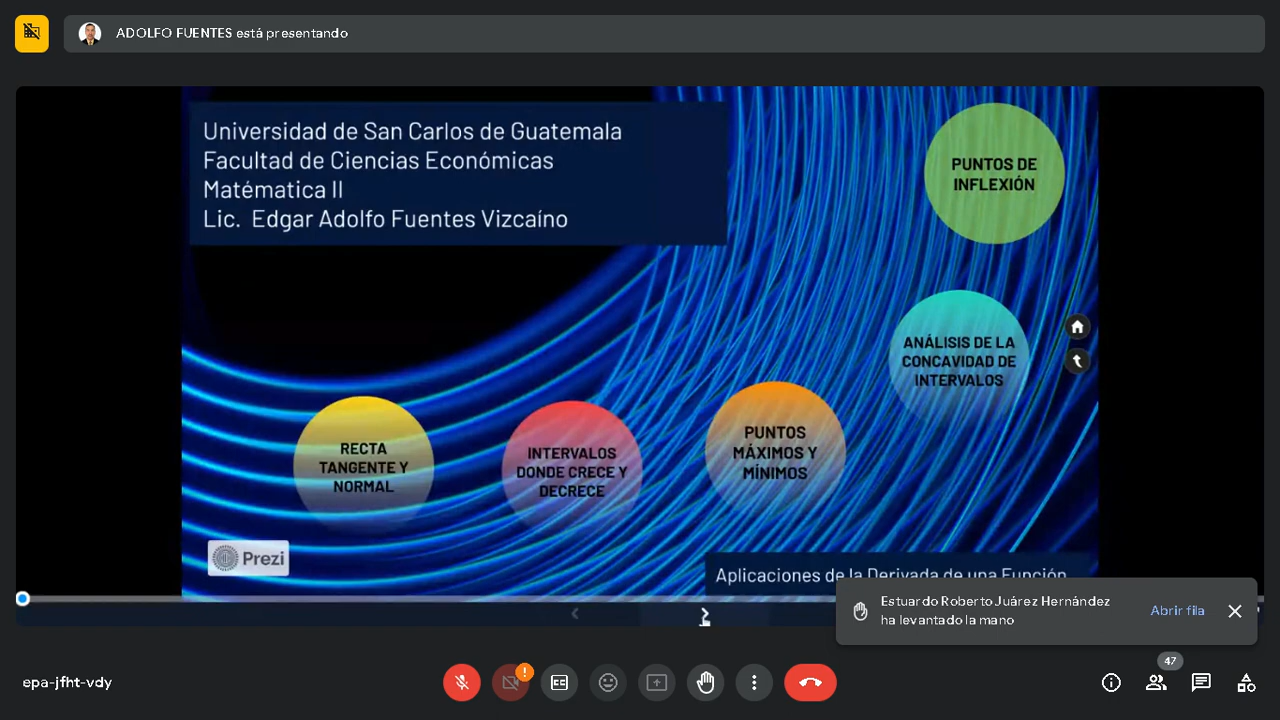 ADOLFO FUENTES está presentando
Universidad de San Carlos de Guatemala
Facultad de Ciencias Económicas
Matématica II
Lic. Edgar Adolfo Fuentes Vizcaíno
PUNTOS DE
INFLEXIÓN
ANÁLISIS DE LA
CONCAVIDAD DE
INTERVALOS
PUNTOS
MÁXIMOS Y
MÍNIMOS
INTERVALOS
DONDE CRECE Y
DECRECE
RECTA
TANGENTE Y
NORMAL
Prezi
Aplicaciones de la Derivada de una Función
Estuardo Roberto Juárez Hernández
ha levantado la mano
Abrir fila
47
epa-jfht-vdy